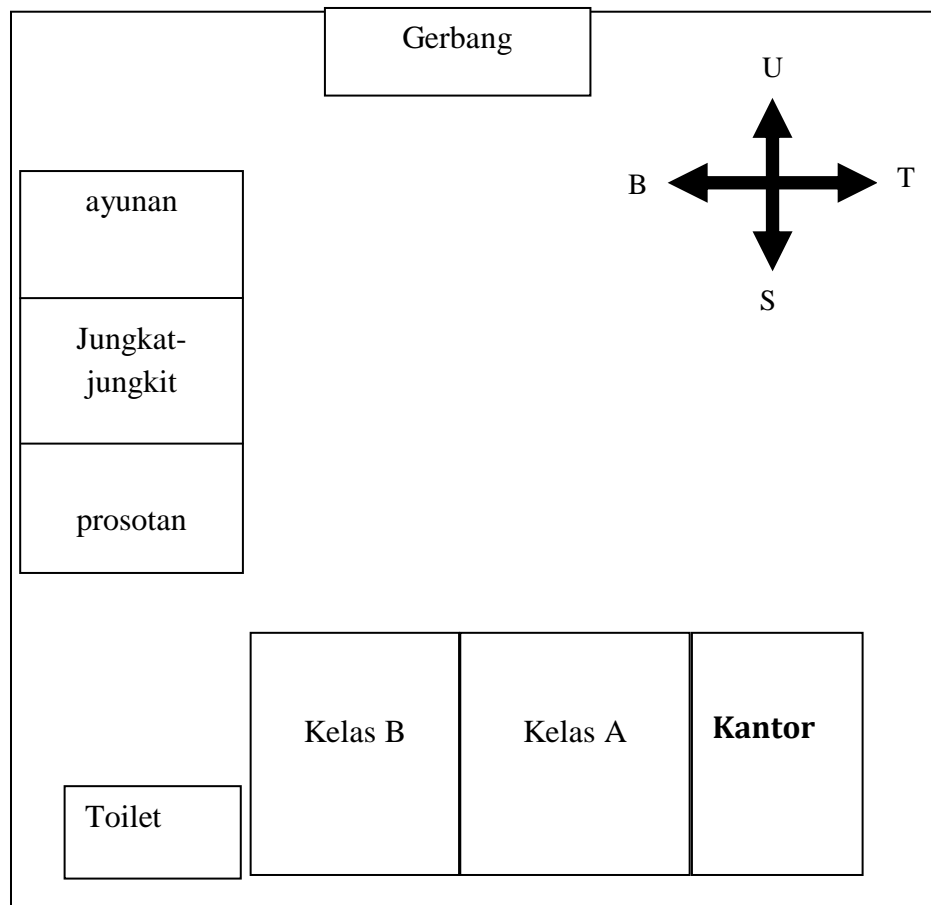 Gerbang
U
B
T
S
ayunan
Jungkat-
jungkit
prosotan
Kelas B
Kelas A
Kantor
Toilet